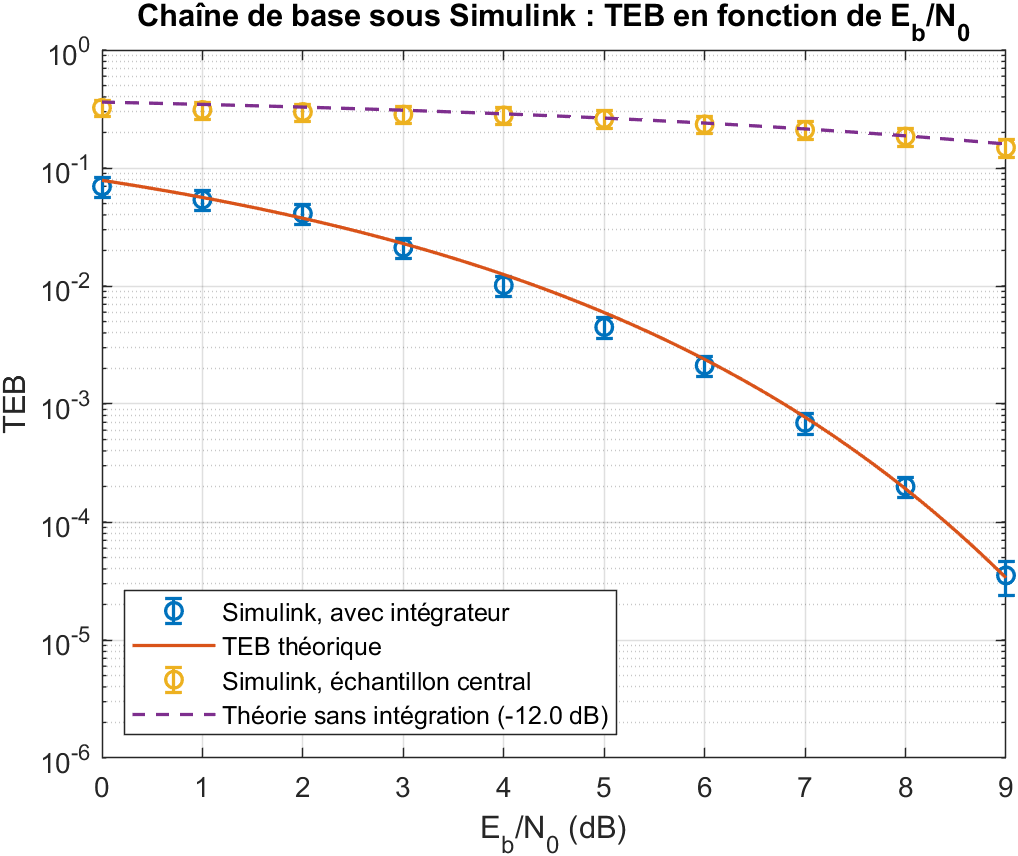 Chaîne de base sous Simulink : TEB en fonction de E_b/N_0
10^0
10^-1
10^-2
10^-3
10^-4
10^-5
10^-6
TEB
Simulink, avec intégrateur
TEB théorique
Simulink, échantillon central
Théorie sans intégration (-12.0 dB)
0 1 2 3 4 5 6 7 8 9
E_b/N_0 (dB)